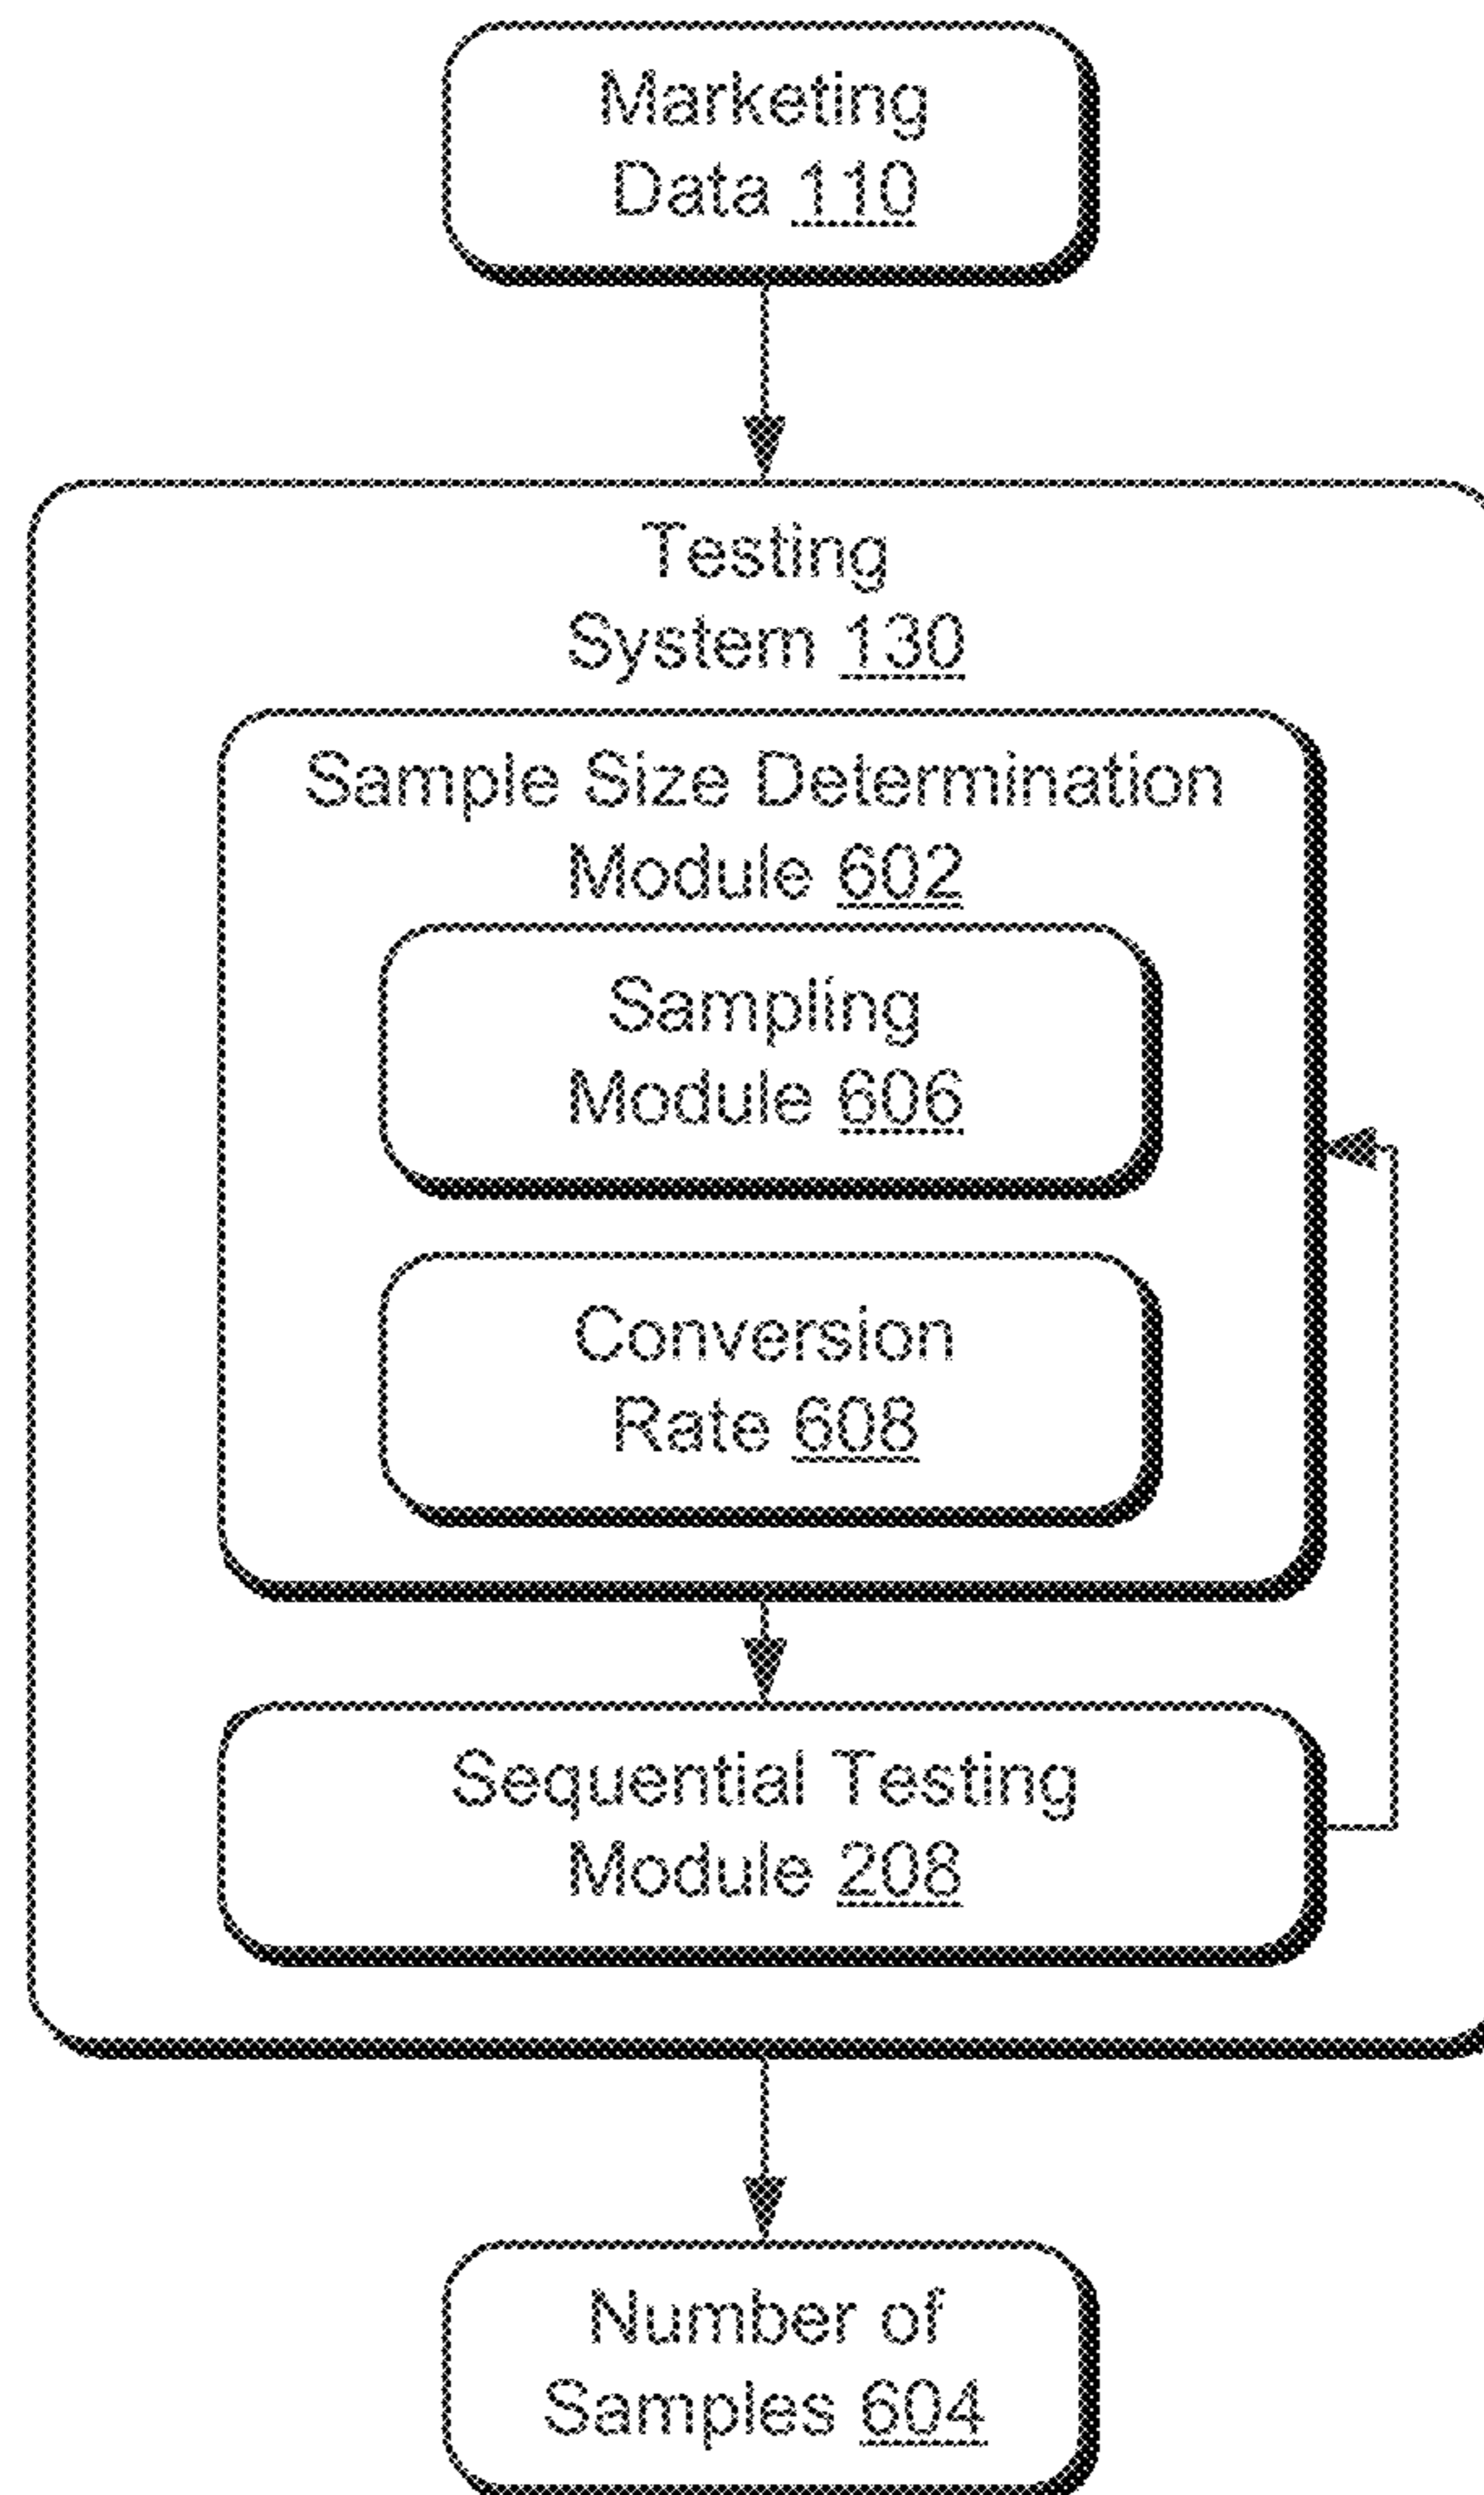 Marketing
Data 110
Testing
System 130
Sample Size Determination
Module 602
Sampling
Module 606
Conversion
Rate 608
Sequential Testing
Module 208
Number of
Samples 604